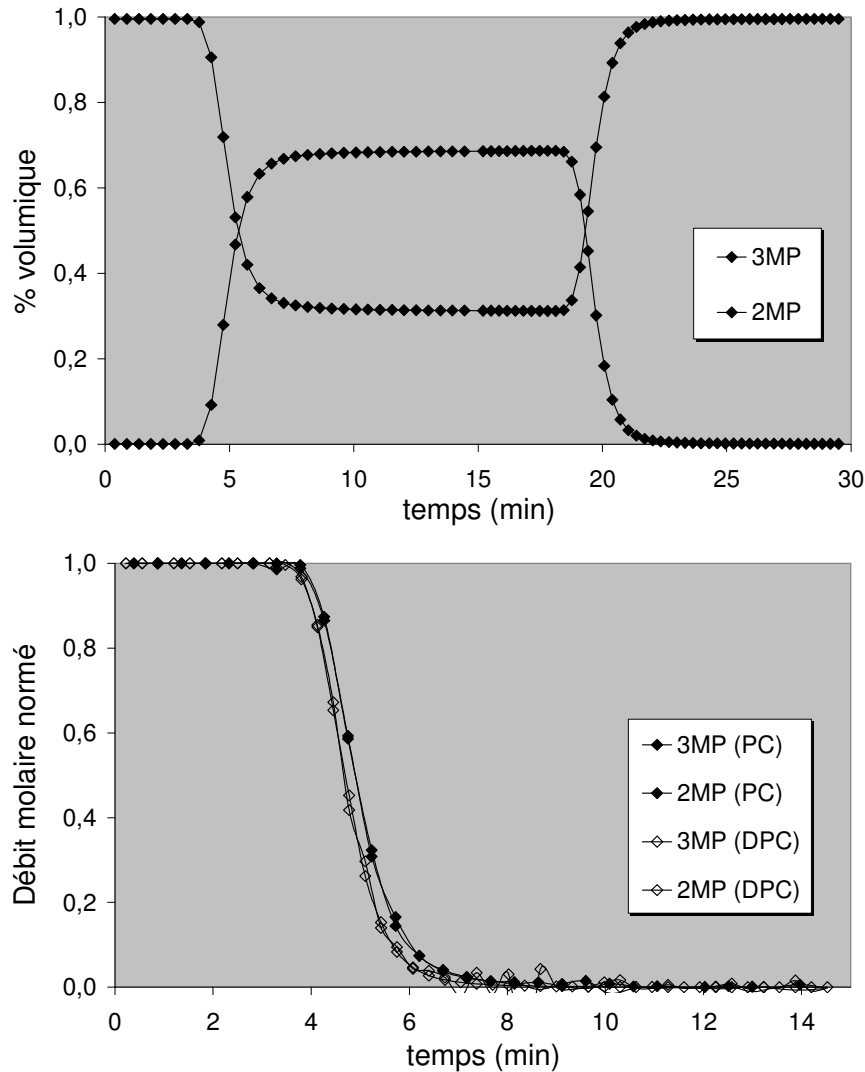 1,0
0,8
0,6
0,4
0,2
0,0
% volumique
3MP
2MP
0 5 10 15 20 25 30
temps (min)
1,0
0,8
0,6
0,4
0,2
0,0
Débit molaire normé
3MP (PC)
2MP (PC)
3MP (DPC)
2MP (DPC)
0 2 4 6 8 10 12 14
temps (min)